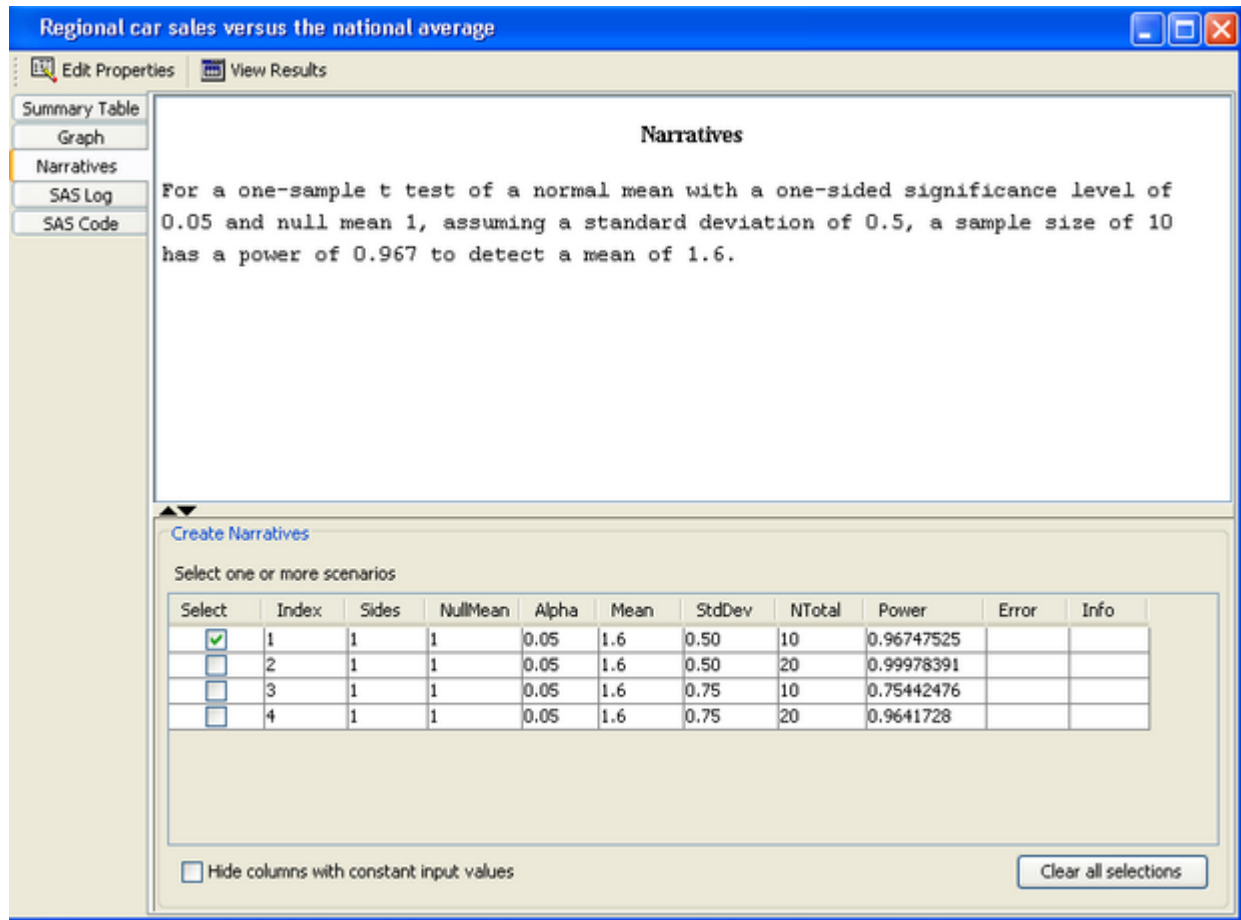 Regional car sales versus the national average
Edit Properties View Results
Summary Table
Graph
Narratives
SAS Log
SAS Code
Narratives
For a one-sample t test of a normal mean with a one-sided significance level of
0.05 and null mean 1, assuming a standard deviation of 0.5, a sample size of 10
has a power of 0.967 to detect a mean of 1.6.
Create Narratives
Select one or more scenarios
Select Index Sides NullMean Alpha Mean StdDev NTotal Power Error Info
1 1 1 0.05 1.6 0.50 10 0.96747525
2 1 1 0.05 1.6 0.50 20 0.99978391
3 1 1 0.05 1.6 0.75 10 0.75442476
4 1 1 0.05 1.6 0.75 20 0.9641728
Hide columns with constant input values Clear all selections